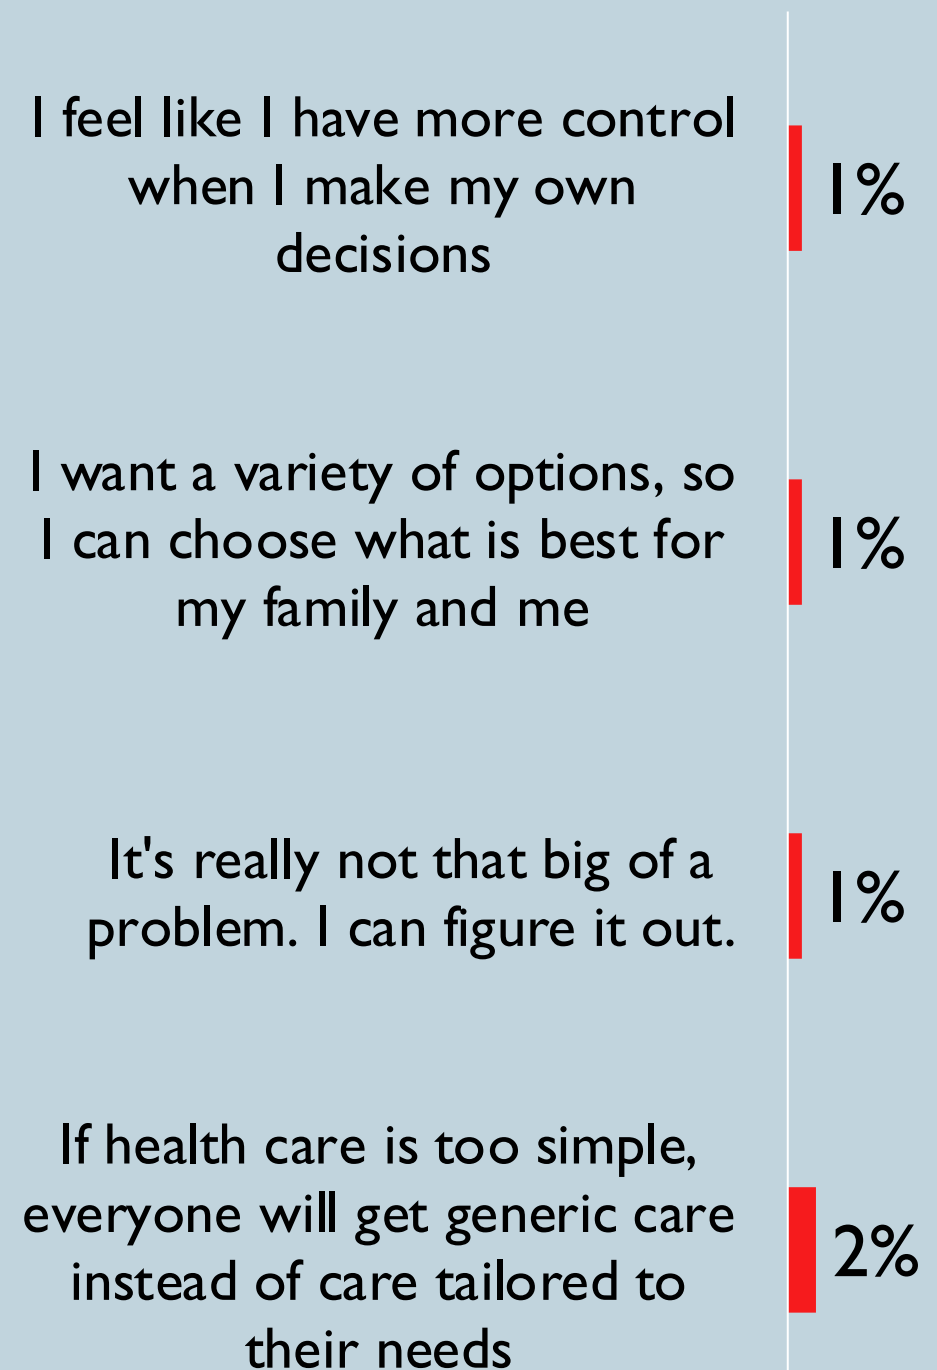 I feel like I have more control
when I make my own
decisions
1%
I want a variety of options, so
I can choose what is best for
my family and me
1%
It's really not that big of a
problem. I can figure it out.
1%
If health care is too simple,
everyone will get generic care
instead of care tailored to
their needs
2%